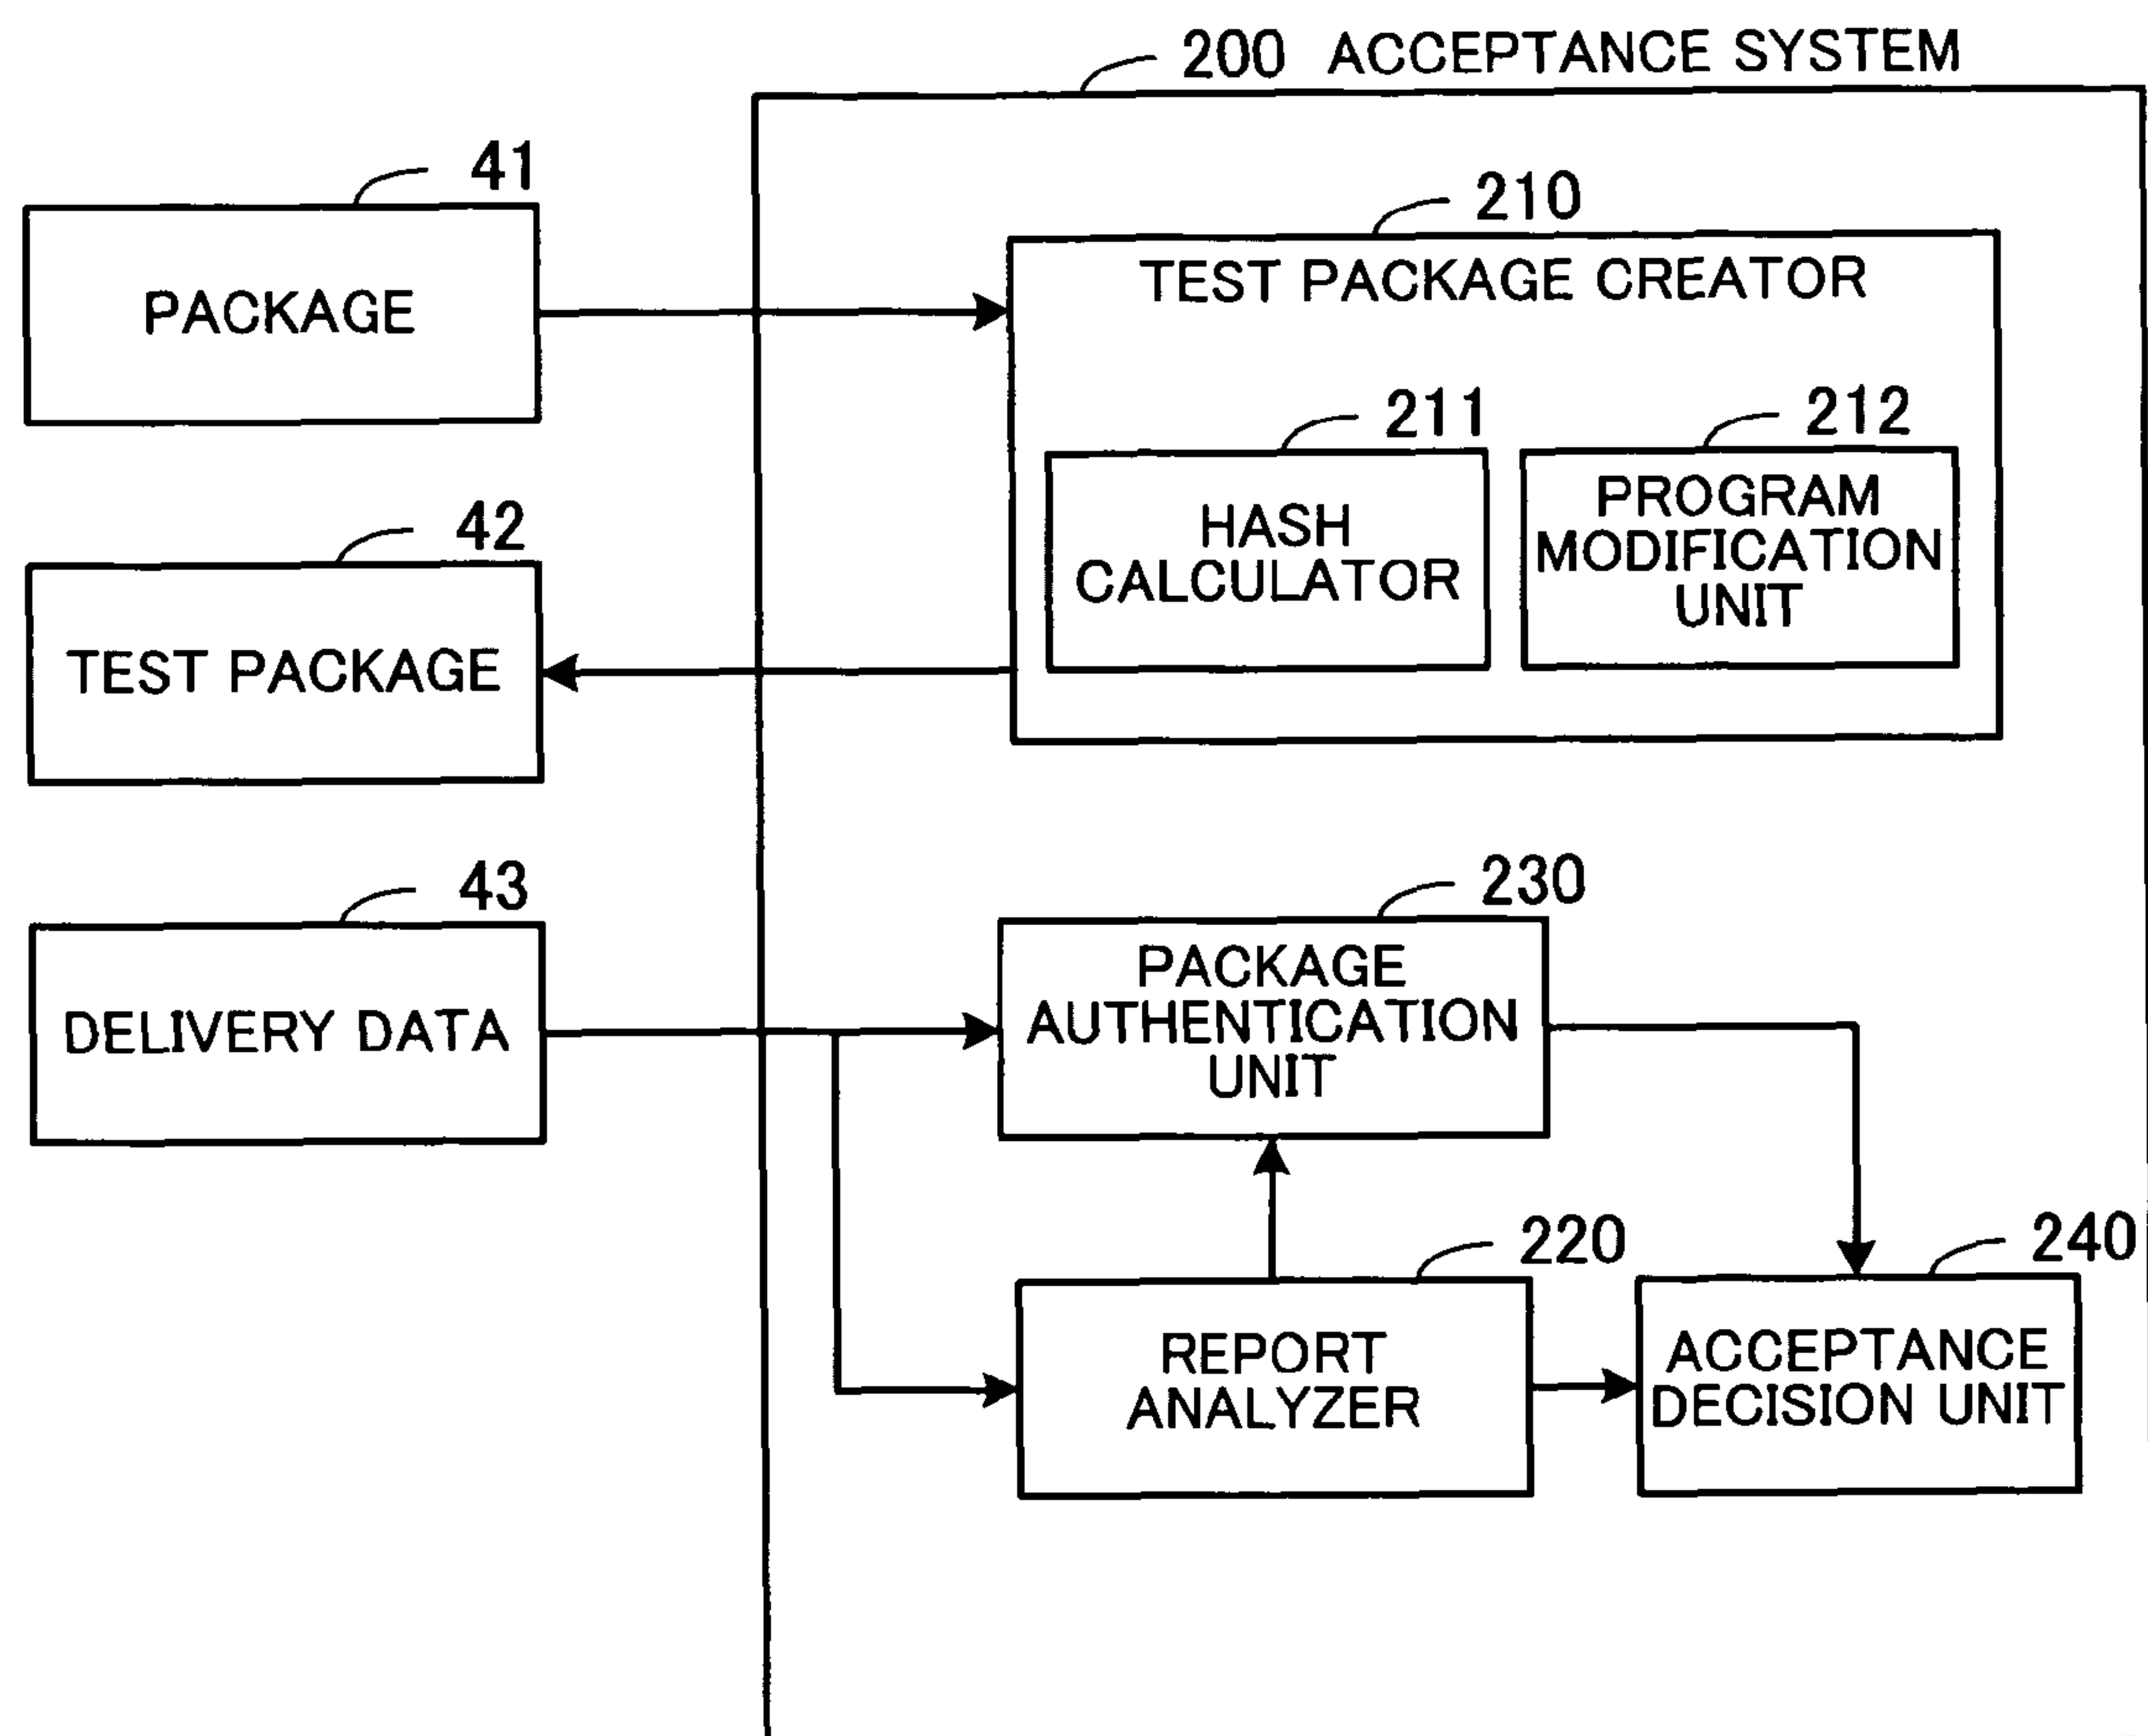 200 ACCEPTANCE SYSTEM
41
PACKAGE
210
TEST PACKAGE CREATOR
211
HASH
CALCULATOR
212
PROGRAM
MODIFICATION
UNIT
42
TEST PACKAGE
43
DELIVERY DATA
230
PACKAGE
AUTHENTICATION
UNIT
220
REPORT
ANALYZER
240
ACCEPTANCE
DECISION UNIT